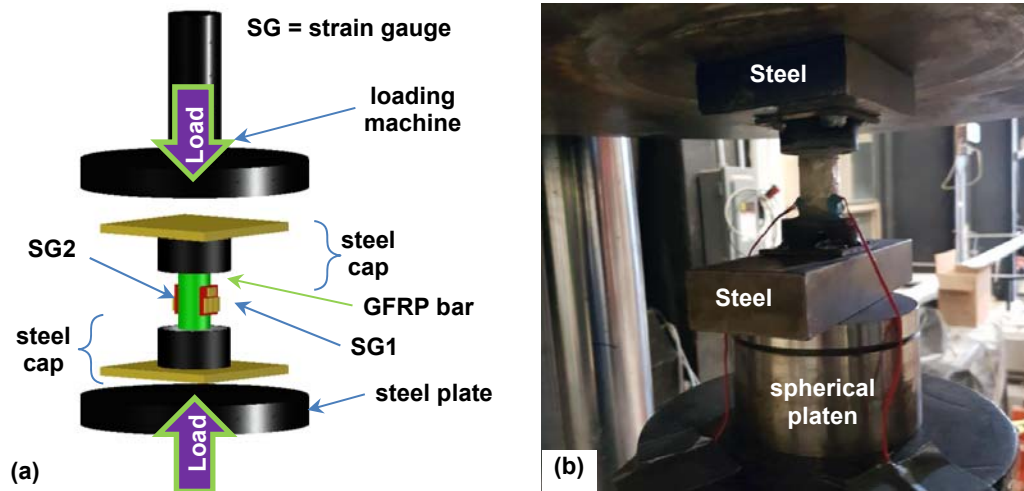 SG = strain gauge
loading
machine
Load
SG2
steel
cap
GFRP bar
steel
cap
SG1
steel plate
Load
(a)
Steel
Steel
spherical
platen
(b)